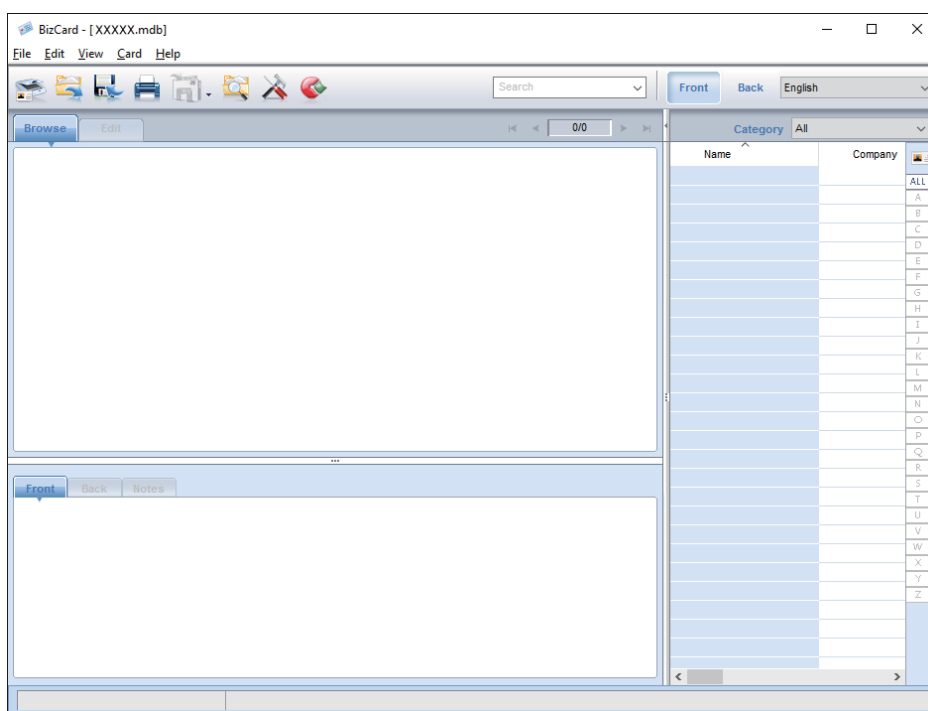 BizCard - [XXXXX.mdb]
File Edit View Card Help
Search
Front Back English
Browse Edit 0/0 Category All
Name Company
ALL
A
B
C
D
E
F
G
H
I
J
K
L
M
N
O
P
Q
R
S
T
U
V
W
X
Y
Z
Front Back Notes